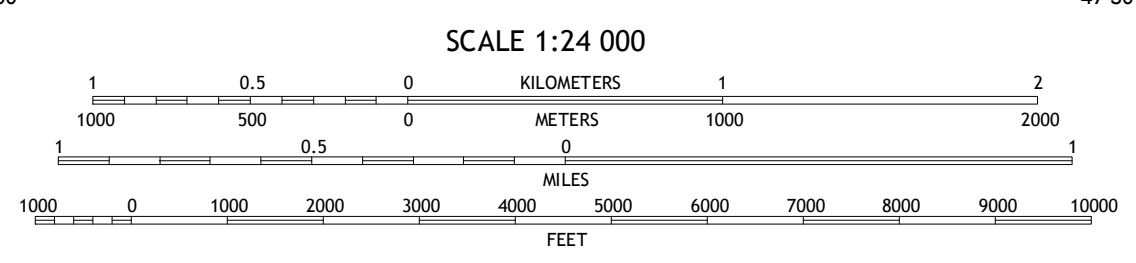 SCALE 1:24 000
1 0.5 0 KILOMETERS 1 2
1000 500 0 METERS 1000 2000
1 0.5 0 1
MILES
1000 0 1000 2000 3000 4000 5000 6000 7000 8000 9000 10000
FEET